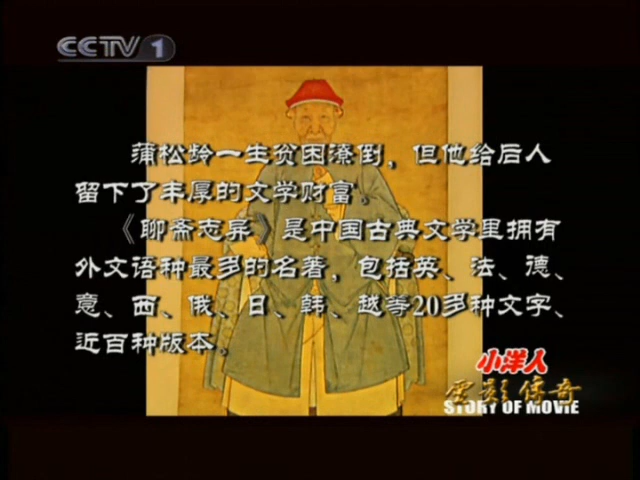 CCTV 1
蒲松龄一生贫困潦倒，但他给后人
留下了丰厚的文学财富。
《聊斋志异》是中国古典文学里拥有
外文语种最多的名著，包括英、法、德、
意、西、俄、日、韩、越等20多种文字、
近百种版本。
小洋人
电影传奇
STORY OF MOVIE